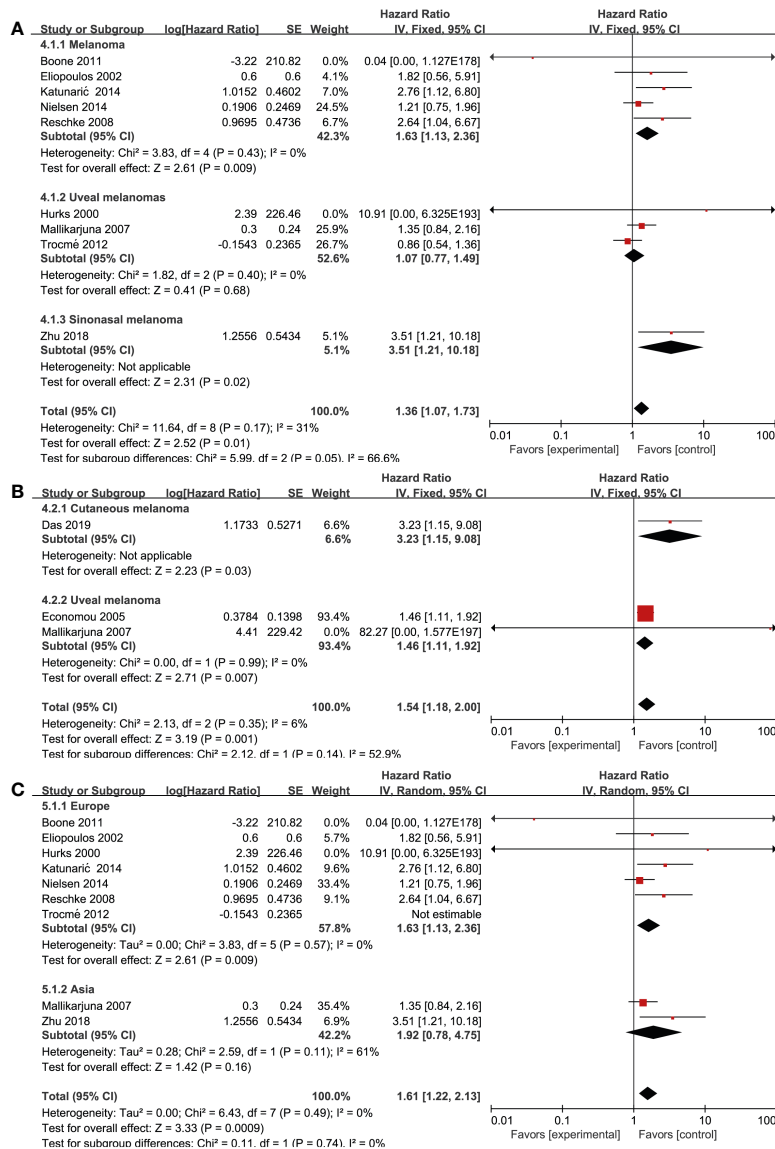 A
Hazard Ratio Hazard Ratio
Study or Subgroup log[Hazard Ratio] SE Weight IV, Fixed, 95% CI IV, Fixed, 95% CI
4.1.1 Melanoma
Boone 2011 -3.22 210.82 0.0% 0.04 [0.00, 1.127E178]
Eliopoulos 2002 0.6 0.6 4.1% 1.82 [0.56, 5.91]
Katunarić 2014 1.0152 0.4602 7.0% 2.76 [1.12, 6.80]
Nielsen 2014 0.1906 0.2469 24.5% 1.21 [0.75, 1.96]
Reschke 2008 0.9695 0.4736 6.7% 2.64 [1.04, 6.67]
Subtotal (95% CI) 42.3% 1.63 [1.13, 2.36]
Heterogeneity: Chi² = 3.83, df = 4 (P = 0.43); I² = 0%
Test for overall effect: Z = 2.61 (P = 0.009)
4.1.2 Uveal melanomas
Hurks 2000 2.39 226.46 0.0% 10.91 [0.00, 6.325E193]
Mallikarjuna 2007 0.3 0.24 25.9% 1.35 [0.84, 2.16]
Trocmé 2012 -0.1543 0.2365 26.7% 0.86 [0.54, 1.36]
Subtotal (95% CI) 52.6% 1.07 [0.77, 1.49]
Heterogeneity: Chi² = 1.82, df = 2 (P = 0.40); I² = 0%
Test for overall effect: Z = 0.41 (P = 0.68)
4.1.3 Sinonasal melanoma
Zhu 2018 1.2556 0.5434 5.1% 3.51 [1.21, 10.18]
Subtotal (95% CI) 5.1% 3.51 [1.21, 10.18]
Heterogeneity: Not applicable
Test for overall effect: Z = 2.31 (P = 0.02)
Total (95% CI) 100.0% 1.36 [1.07, 1.73]
Heterogeneity: Chi² = 11.64, df = 8 (P = 0.17); I² = 31%
Test for overall effect: Z = 2.52 (P = 0.01)
Test for subgroup differences: Chi² = 5.99, df = 2 (P = 0.05), I² = 66.6%
0.01 0.1 1 10 100
Favors [experimental] Favors [control]
B
Hazard Ratio Hazard Ratio
Study or Subgroup log[Hazard Ratio] SE Weight IV, Fixed, 95% CI IV, Fixed, 95% CI
4.2.1 Cutaneous melanoma
Das 2019 1.1733 0.5271 6.6% 3.23 [1.15, 9.08]
Subtotal (95% CI) 6.6% 3.23 [1.15, 9.08]
Heterogeneity: Not applicable
Test for overall effect: Z = 2.23 (P = 0.03)
4.2.2 Uveal melanoma
Economou 2005 0.3784 0.1398 93.4% 1.46 [1.11, 1.92]
Mallikarjuna 2007 4.41 229.42 0.0% 82.27 [0.00, 1.577E197]
Subtotal (95% CI) 93.4% 1.46 [1.11, 1.92]
Heterogeneity: Chi² = 0.00, df = 1 (P = 0.99); I² = 0%
Test for overall effect: Z = 2.71 (P = 0.007)
Total (95% CI) 100.0% 1.54 [1.18, 2.00]
Heterogeneity: Chi² = 2.13, df = 2 (P = 0.35); I² = 6%
Test for overall effect: Z = 3.19 (P = 0.001)
Test for subgroup differences: Chi² = 2.12, df = 1 (P = 0.14), I² = 52.9%
0.01 0.1 1 10 100
Favors [experimental] Favors [control]
C
Hazard Ratio Hazard Ratio
Study or Subgroup log[Hazard Ratio] SE Weight IV, Random, 95% CI IV, Random, 95% CI
5.1.1 Europe
Boone 2011 -3.22 210.82 0.0% 0.04 [0.00, 1.127E178]
Eliopoulos 2002 0.6 0.6 5.7% 1.82 [0.56, 5.91]
Hurks 2000 2.39 226.46 0.0% 10.91 [0.00, 6.325E193]
Katunarić 2014 1.0152 0.4602 9.6% 2.76 [1.12, 6.80]
Nielsen 2014 0.1906 0.2469 33.4% 1.21 [0.75, 1.96]
Reschke 2008 0.9695 0.4736 9.1% 2.64 [1.04, 6.67]
Trocmé 2012 -0.1543 0.2365 Not estimable
Subtotal (95% CI) 57.8% 1.63 [1.13, 2.36]
Heterogeneity: Tau² = 0.00; Chi² = 3.83, df = 5 (P = 0.57); I² = 0%
Test for overall effect: Z = 2.61 (P = 0.009)
5.1.2 Asia
Mallikarjuna 2007 0.3 0.24 35.4% 1.35 [0.84, 2.16]
Zhu 2018 1.2556 0.5434 6.9% 3.51 [1.21, 10.18]
Subtotal (95% CI) 42.2% 1.92 [0.78, 4.75]
Heterogeneity: Tau² = 0.28; Chi² = 2.59, df = 1 (P = 0.11); I² = 61%
Test for overall effect: Z = 1.42 (P = 0.16)
Total (95% CI) 100.0% 1.61 [1.22, 2.13]
Heterogeneity: Tau² = 0.00; Chi² = 6.43, df = 7 (P = 0.49); I² = 0%
Test for overall effect: Z = 3.33 (P = 0.0009)
Test for subgroup differences: Chi² = 0.11, df = 1 (P = 0.74), I² = 0%
0.01 0.1 1 10 100
Favors [experimental] Favors [control]